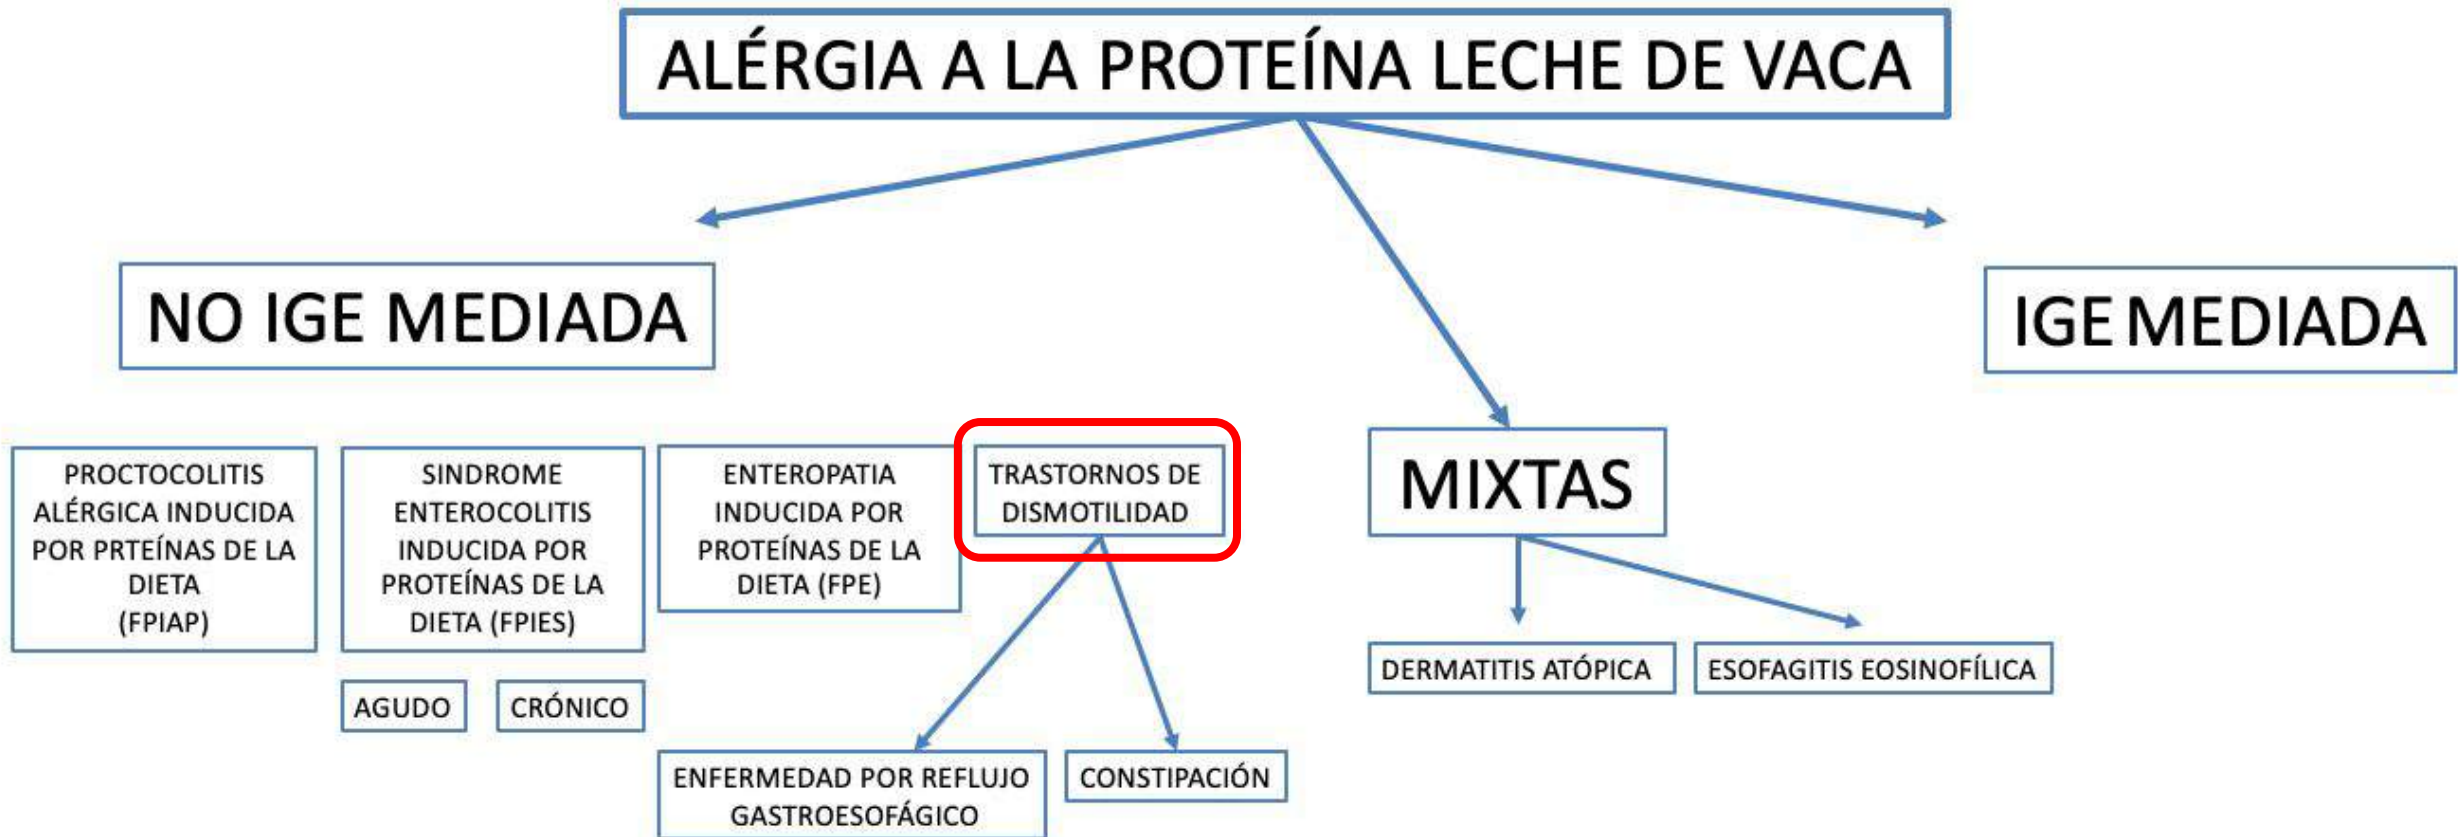 ALÉRGIA A LA PROTEÍNA LECHE DE VACA
NO IGE MEDIADA
IGE MEDIADA
PROCTOCOLITIS
ALÉRGICA INDUCIDA
POR PRTEÍNAS DE LA
DIETA
(FPIAP)
SINDROME
ENTEROCOLITIS
INDUCIDA POR
PROTEÍNAS DE LA
DIETA (FPIES)
AGUDO
CRÓNICO
ENTEROPATIA
INDUCIDA POR
PROTEÍNAS DE LA
DIETA (FPE)
TRASTORNOS DE
DISMOTILIDAD
ENFERMEDAD POR REFLUJO
GASTROESOFÁGICO
CONSTIPACIÓN
MIXTAS
DERMATITIS ATÓPICA
ESOFAGITIS EOSINOFÍLICA